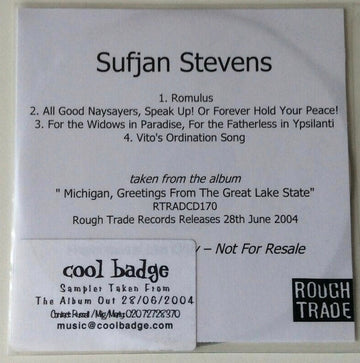 Sufjan Stevens
1. Romulus
2. All Good Naysayers, Speak Up! Or Forever Hold Your Peace!
3. For the Widows in Paradise, For the Fatherless in Ypsilanti
4. Vito's Ordination Song
taken from the album
" Michigan, Greetings From The Great Lake State"
RTRADCD170
Rough Trade Records Releases 28th June 2004
– Not For Resale
cool badge
Sampler Taken From
The Album Out 28/06/2004
02072728970
music@coolbadge.com
ROUGH
TRADE